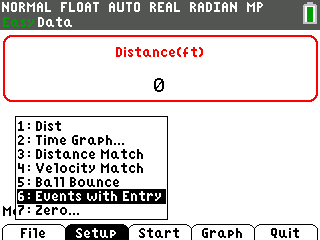 NORMAL FLOAT AUTO REAL RADIAN MP
EasyData
Distance(ft)
0
1: Dist
2: Time Graph...
3: Distance Match
4: Velocity Match
5: Ball Bounce
6: Events with Entry
7: Zero...
File Setup Start Graph Quit